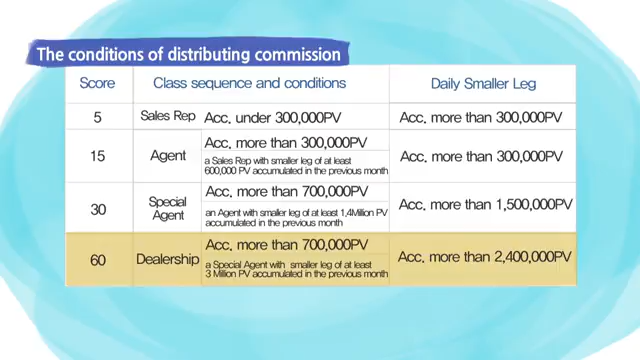 The conditions of distributing commission
Score Class sequence and conditions Daily Smaller Leg
5 Sales Rep Acc. under 300,000PV Acc. more than 300,000PV
15 Agent Acc. more than 300,000PV Acc. more than 300,000PV
a Sales Rep with smaller leg of at least
600,000 PV accumulated in the previous month
30 Special Agent Acc. more than 700,000PV Acc. more than 1,500,000PV
an Agent with smaller leg of at least 1,4Million PV
accumulated in the previous month
60 Dealership Acc. more than 700,000PV Acc. more than 2,400,000PV
a Special Agent with smaller leg of at least
3 Million PV accumulated in the previous month